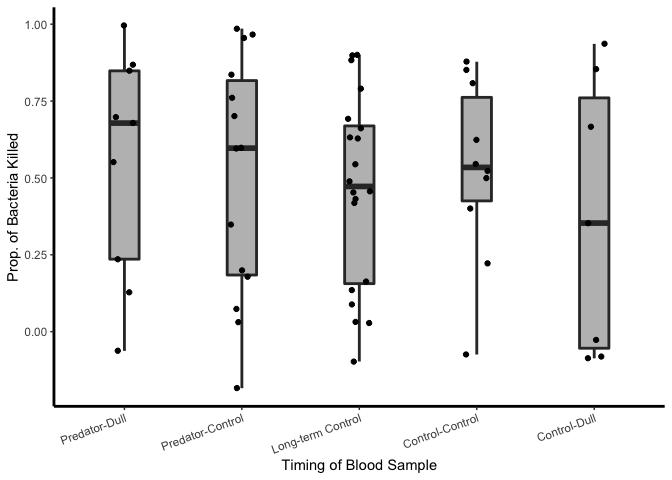 Prop. of Bacteria Killed
1.00
0.75
0.50
0.25
0.00
Predator-Dull
Predator-Control
Long-term Control
Control-Control
Control-Dull
Timing of Blood Sample